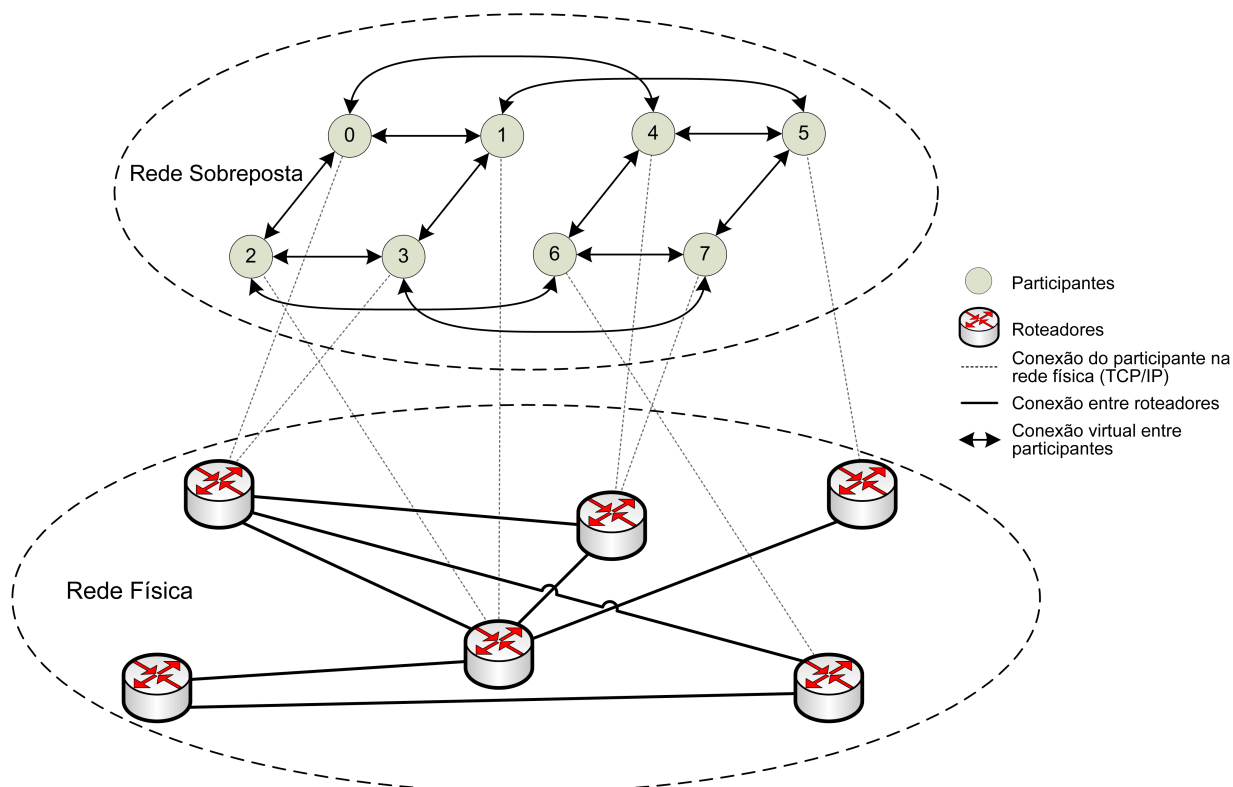 0
1
4
5
Rede Sobreposta
2
3
6
7
Participantes
Roteadores
Conexão do participante na
rede física (TCP/IP)
Conexão entre roteadores
Conexão virtual entre
participantes
Rede Física